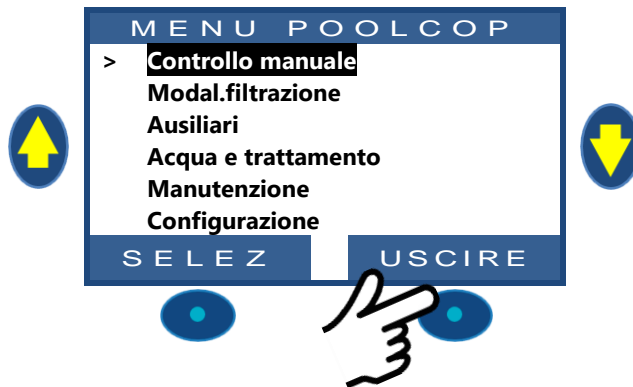 MENU POOLCOP
> Controllo manuale
Modal.filtrazione
Ausiliari
Acqua e trattamento
Manutenzione
Configurazione
SELEZ USCIRE